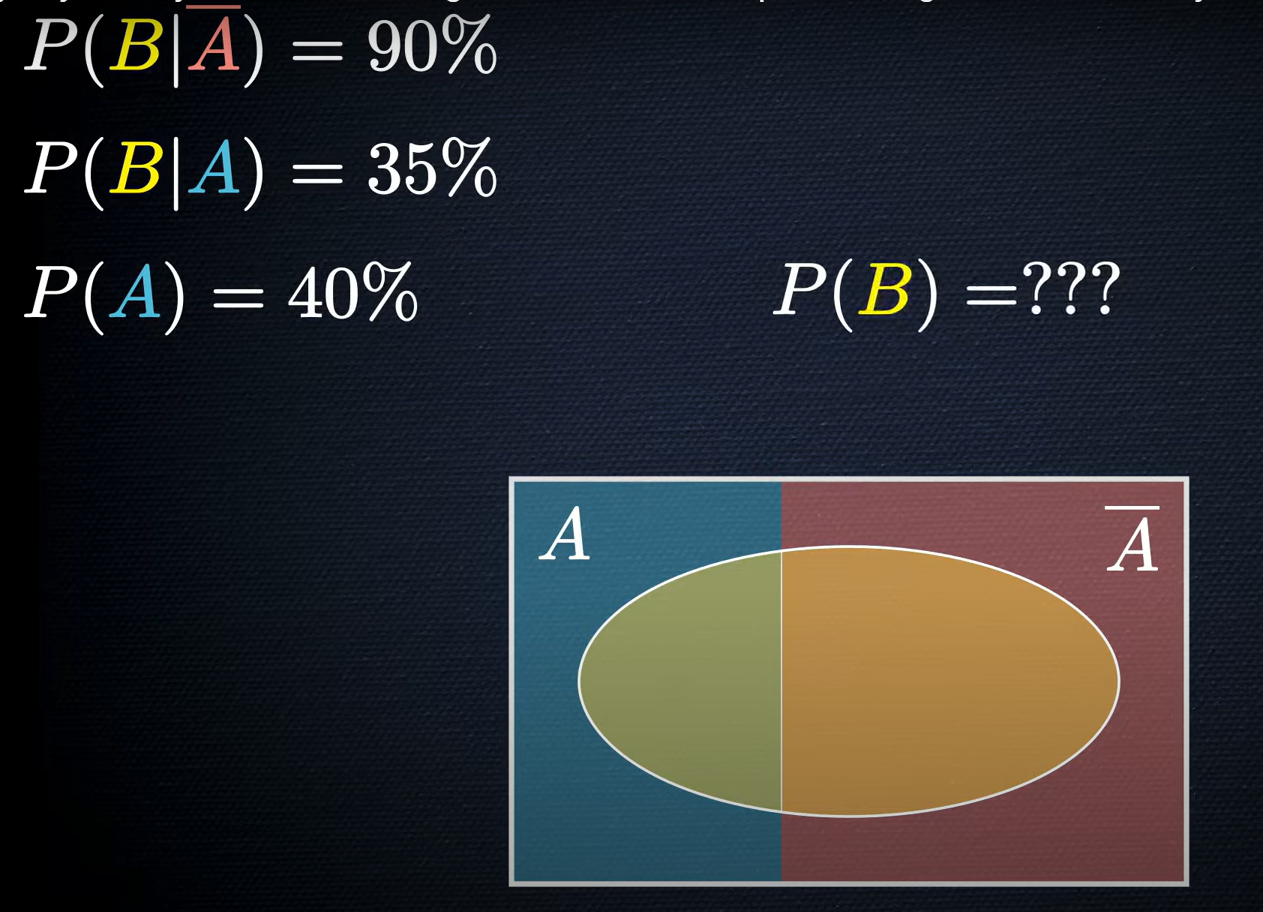 P(B|A̅) = 90%
P(B|A) = 35%
P(A) = 40%
P(B) =???
A
A̅